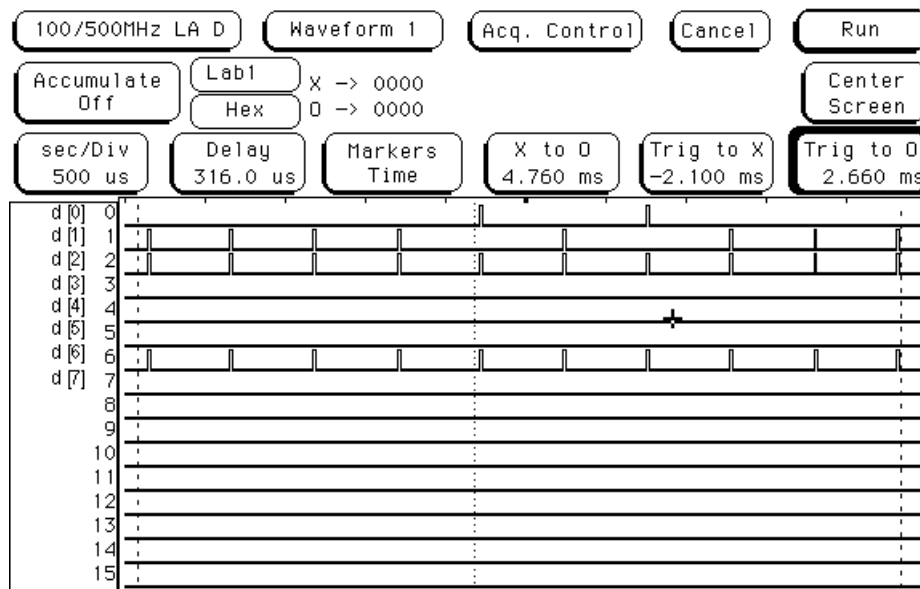 100/500MHz LA D Waveform 1 Acq. Control Cancel Run
Accumulate Off Lab1 X -> 0000 Center Screen
Hex O -> 0000
sec/Div Delay Markers X to O Trig to X Trig to O
500 us 316.0 us Time 4.760 ms -2.100 ms 2.660 ms
d [0] 0
d [1] 1
d [2] 2
d [3] 3
d [4] 4
d [5] 5
d [6] 6
d [7] 7
8
9
10
11
12
13
14
15